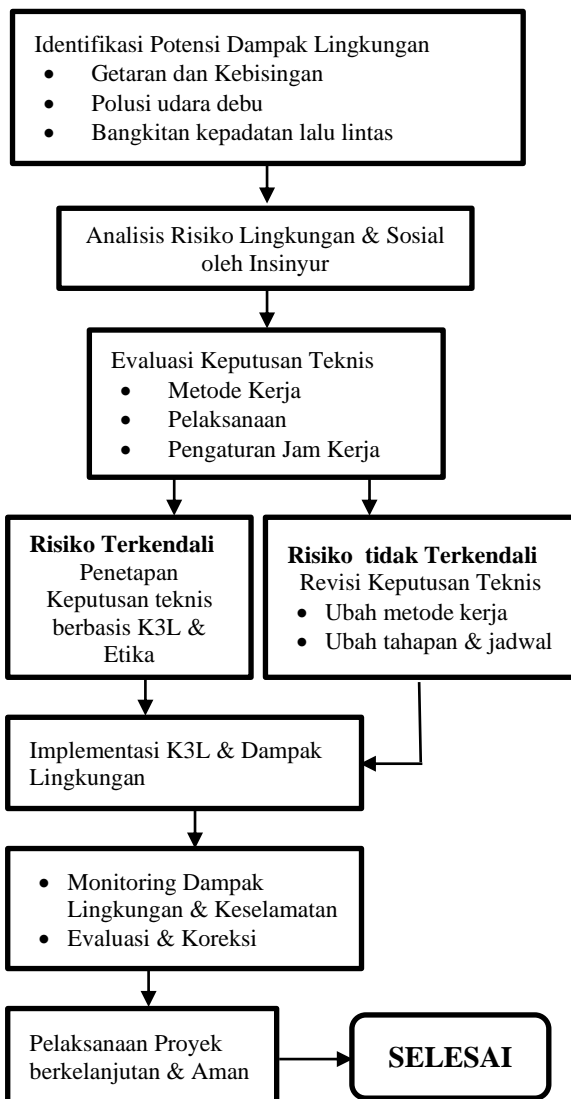 Identifikasi Potensi Dampak Lingkungan
• Getaran dan Kebisingan
• Polusi udara debu
• Bangkitan kepadatan lalu lintas
Analisis Risiko Lingkungan & Sosial
oleh Insinyur
Evaluasi Keputusan Teknis
• Metode Kerja
• Pelaksanaan
• Pengaturan Jam Kerja
Risiko Terkendali
Penetapan
Keputusan teknis
berbasis K3L &
Etika
Risiko tidak Terkendali
Revisi Keputusan Teknis
• Ubah metode kerja
• Ubah tahapan & jadwal
Implementasi K3L & Dampak
Lingkungan
• Monitoring Dampak
Lingkungan & Keselamatan
• Evaluasi & Koreksi
Pelaksanaan Proyek
berkelanjutan & Aman
SELESAI